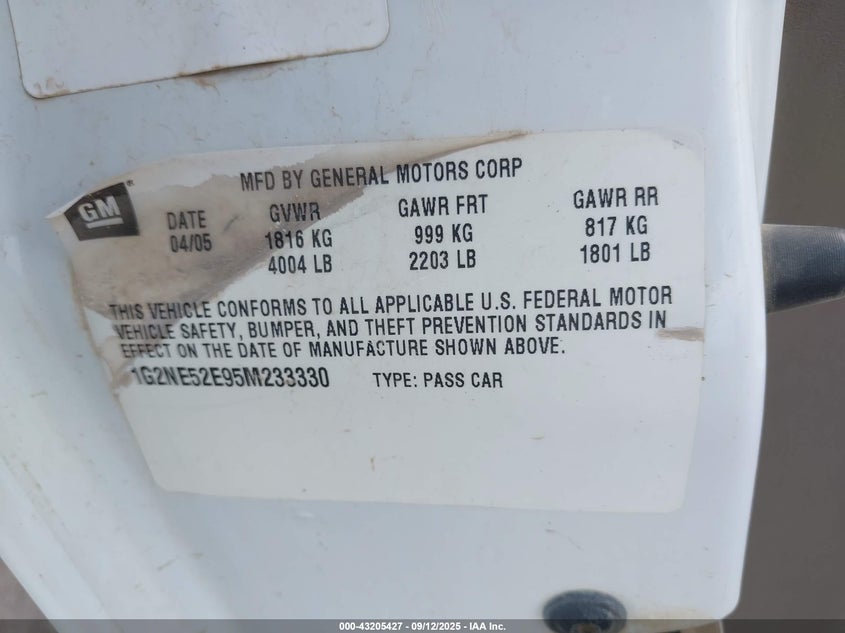 MFD BY GENERAL MOTORS CORP
GM
DATE GVWR GAWR FRT GAWR RR
04/05 1816 KG 999 KG 817 KG
4004 LB 2203 LB 1801 LB
THIS VEHICLE CONFORMS TO ALL APPLICABLE U.S. FEDERAL MOTOR
VEHICLE SAFETY, BUMPER, AND THEFT PREVENTION STANDARDS IN
EFFECT ON THE DATE OF MANUFACTURE SHOWN ABOVE.
1G2NE52E95M233330 TYPE: PASS CAR
000-43205427 - 09/12/2025 - IAA Inc.